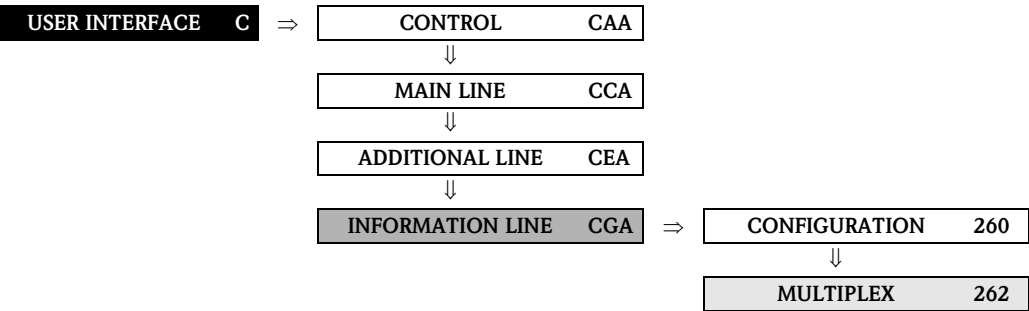 USER INTERFACE C ⇒ CONTROL CAA
⇓
MAIN LINE CCA
⇓
ADDITIONAL LINE CEA
⇓
INFORMATION LINE CGA ⇒ CONFIGURATION 260
⇓
MULTIPLEX 262